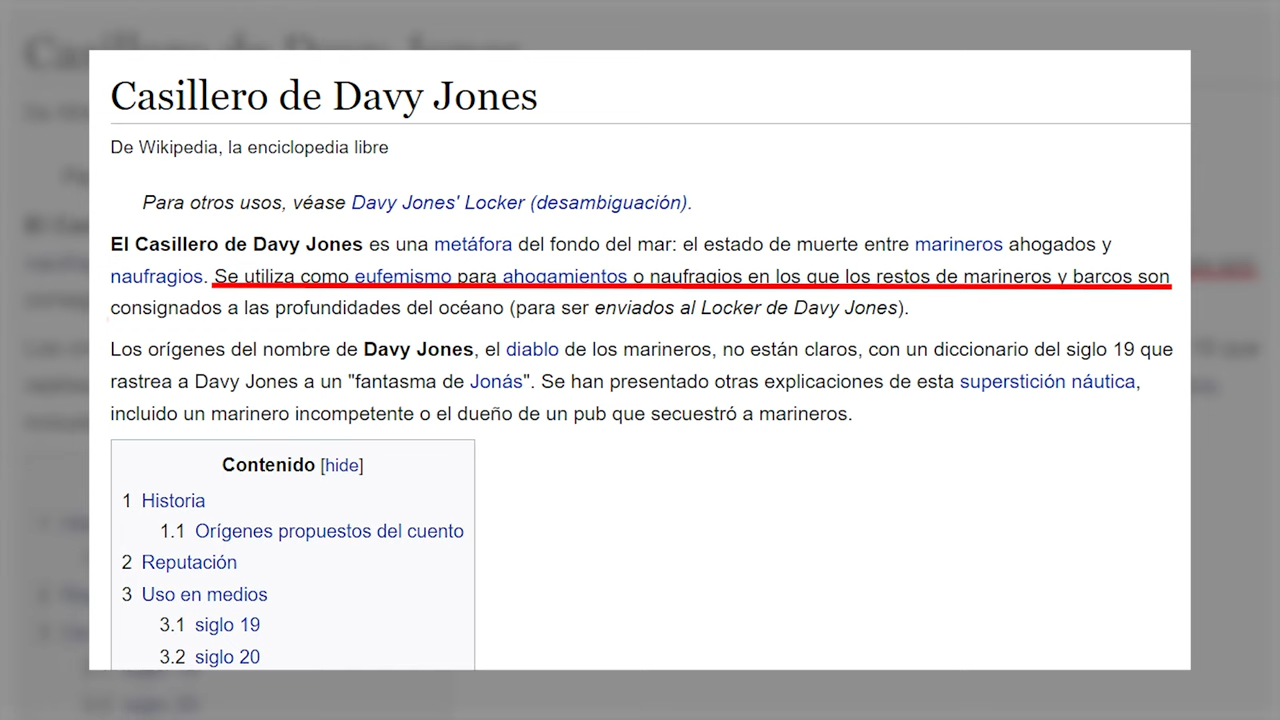 Casillero de Davy Jones
De Wikipedia, la enciclopedia libre
Para otros usos, véase Davy Jones' Locker (desambiguación).
El Casillero de Davy Jones es una metáfora del fondo del mar: el estado de muerte entre marineros ahogados y
naufragios. Se utiliza como eufemismo para ahogamientos o naufragios en los que los restos de marineros y barcos son
consignados a las profundidades del océano (para ser enviados al Locker de Davy Jones).
Los orígenes del nombre de Davy Jones, el diablo de los marineros, no están claros, con un diccionario del siglo 19 que
rastrea a Davy Jones a un "fantasma de Jonás". Se han presentado otras explicaciones de esta superstición náutica,
incluido un marinero incompetente o el dueño de un pub que secuestró a marineros.
Contenido [hide]
1 Historia
1.1 Orígenes propuestos del cuento
2 Reputación
3 Uso en medios
3.1 siglo 19
3.2 siglo 20